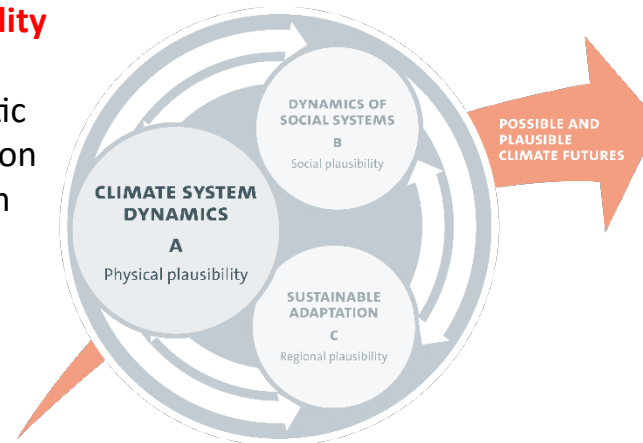 lity
tic
on
n
DYNAMICS OF
SOCIAL SYSTEMS
B
Social plausibility
POSSIBLE AND
PLAUSIBLE
CLIMATE FUTURES
CLIMATE SYSTEM
DYNAMICS
A
Physical plausibility
SUSTAINABLE
ADAPTATION
C
Regional plausibility